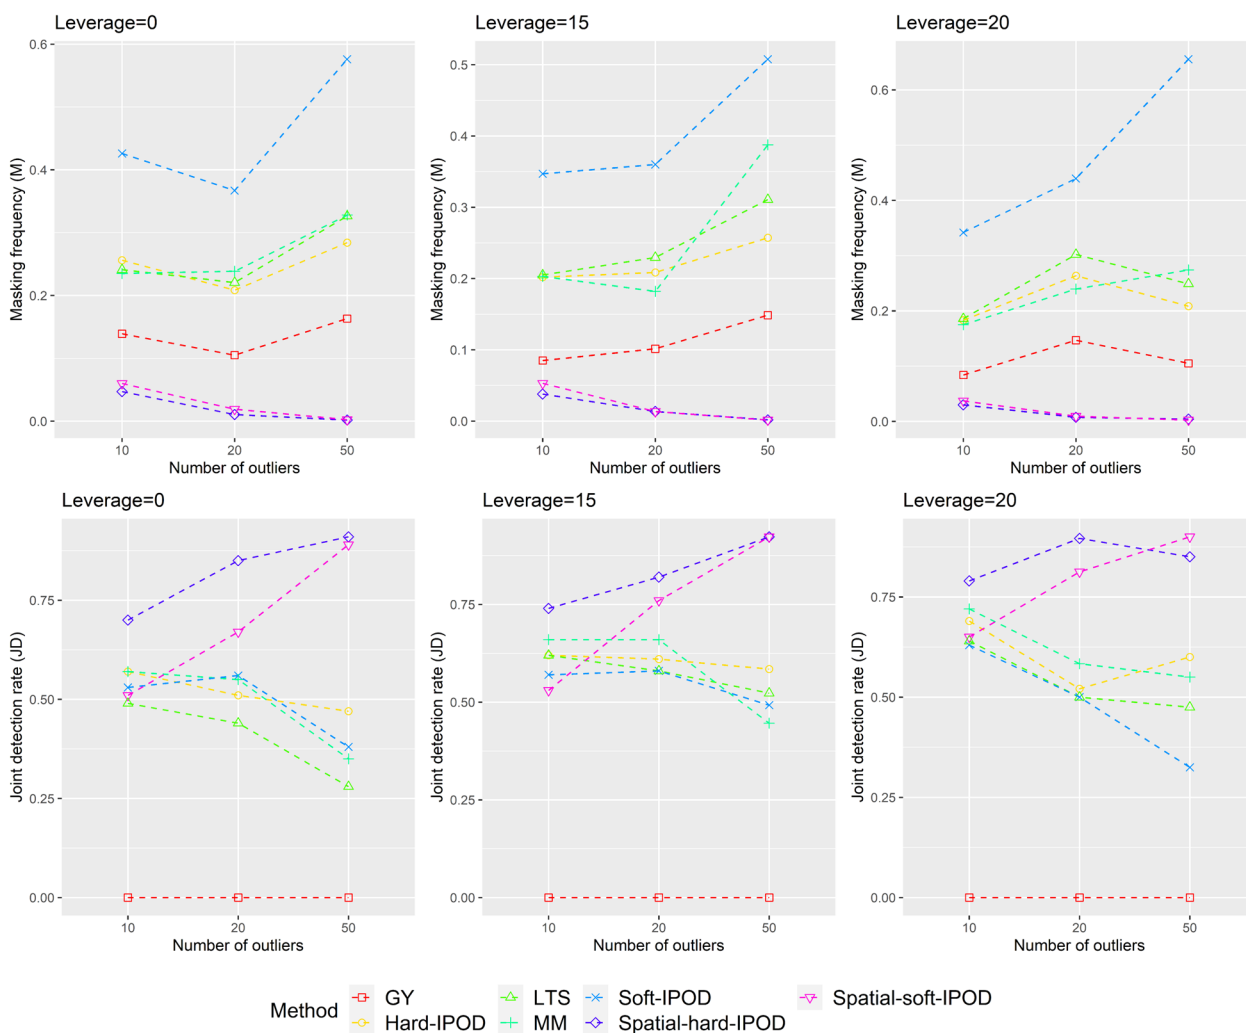 Leverage=0
Leverage=15
Leverage=20
Masking frequency (M)
0.6
0.4
0.2
0.0
10
20
50
Number of outliers
Masking frequency (M)
0.5
0.4
0.3
0.2
0.1
0.0
10
20
50
Number of outliers
Masking frequency (M)
0.6
0.4
0.2
0.0
10
20
50
Number of outliers
Leverage=0
Leverage=15
Leverage=20
Joint detection rate (JD)
0.75
0.50
0.25
0.00
10
20
50
Number of outliers
Joint detection rate (JD)
0.75
0.50
0.25
0.00
10
20
50
Number of outliers
Joint detection rate (JD)
0.75
0.50
0.25
0.00
10
20
50
Number of outliers
Method
GY
LTS
Soft-IPOD
Spatial-soft-IPOD
Hard-IPOD
MM
Spatial-hard-IPOD